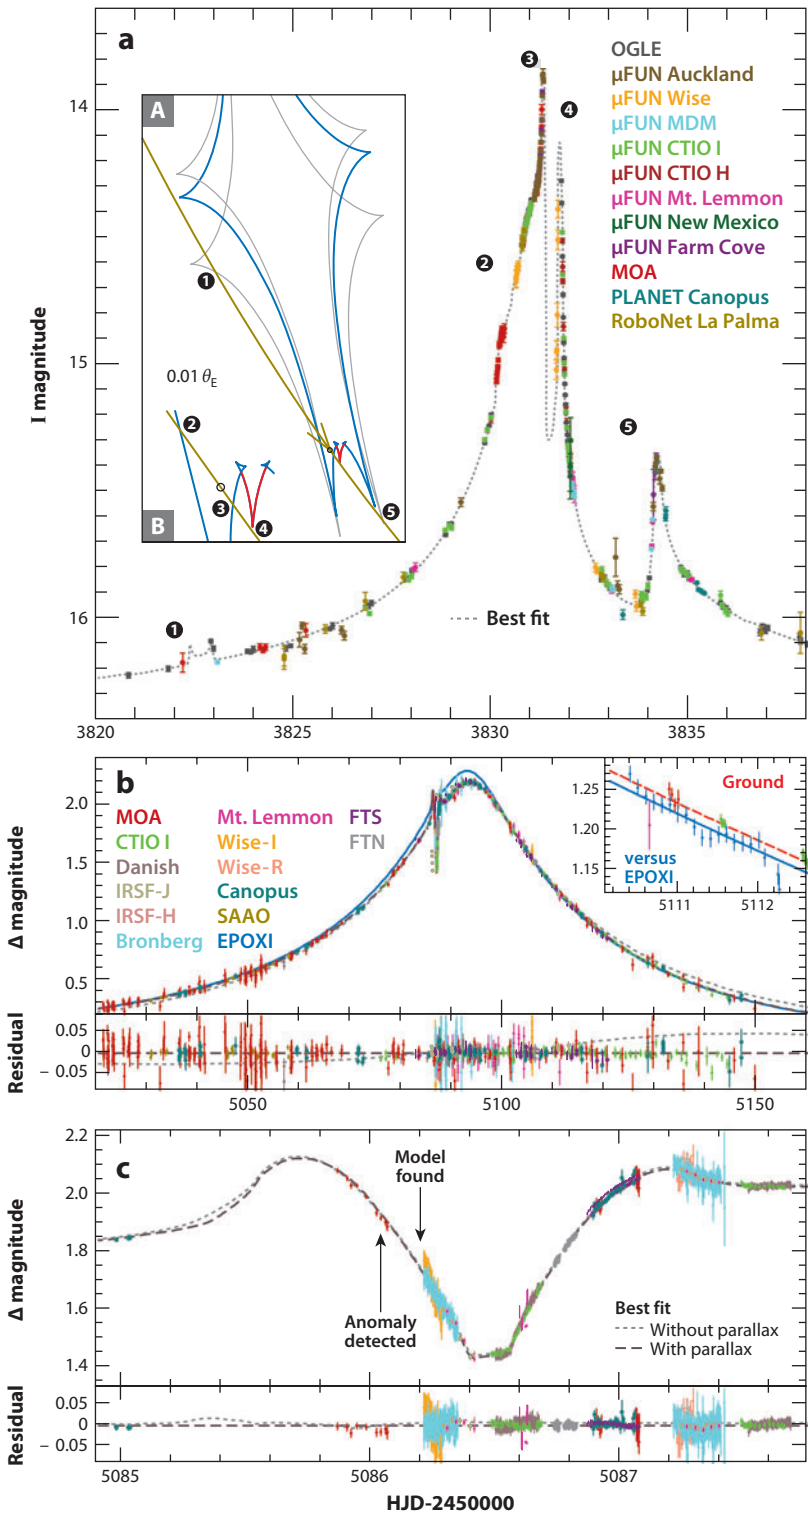 a
14
15
16
I magnitude
3820
3825
3830
3835
A
B
0.01 θE
1
2
3
4
5
1
2
3
4
5
OGLE
μFUN Auckland
μFUN Wise
μFUN MDM
μFUN CTIO I
μFUN CTIO H
μFUN Mt. Lemmon
μFUN New Mexico
μFUN Farm Cove
MOA
PLANET Canopus
RoboNet La Palma
Best fit
b
2.0
1.5
1.0
0.5
Δ magnitude
MOA
CTIO I
Danish
IRSF-J
IRSF-H
Bronberg
Mt. Lemmon
Wise-I
Wise-R
Canopus
SAAO
EPOXI
FTS
FTN
1.25
1.20
1.15
Ground
versus
EPOXI
5111
5112
0.05
0
– 0.05
Residual
5050
5100
5150
c
2.2
2.0
1.8
1.6
1.4
Δ magnitude
Model
found
Anomaly
detected
Best fit
Without parallax
With parallax
0.05
0
– 0.05
Residual
5085
5086
5087
HJD-2450000